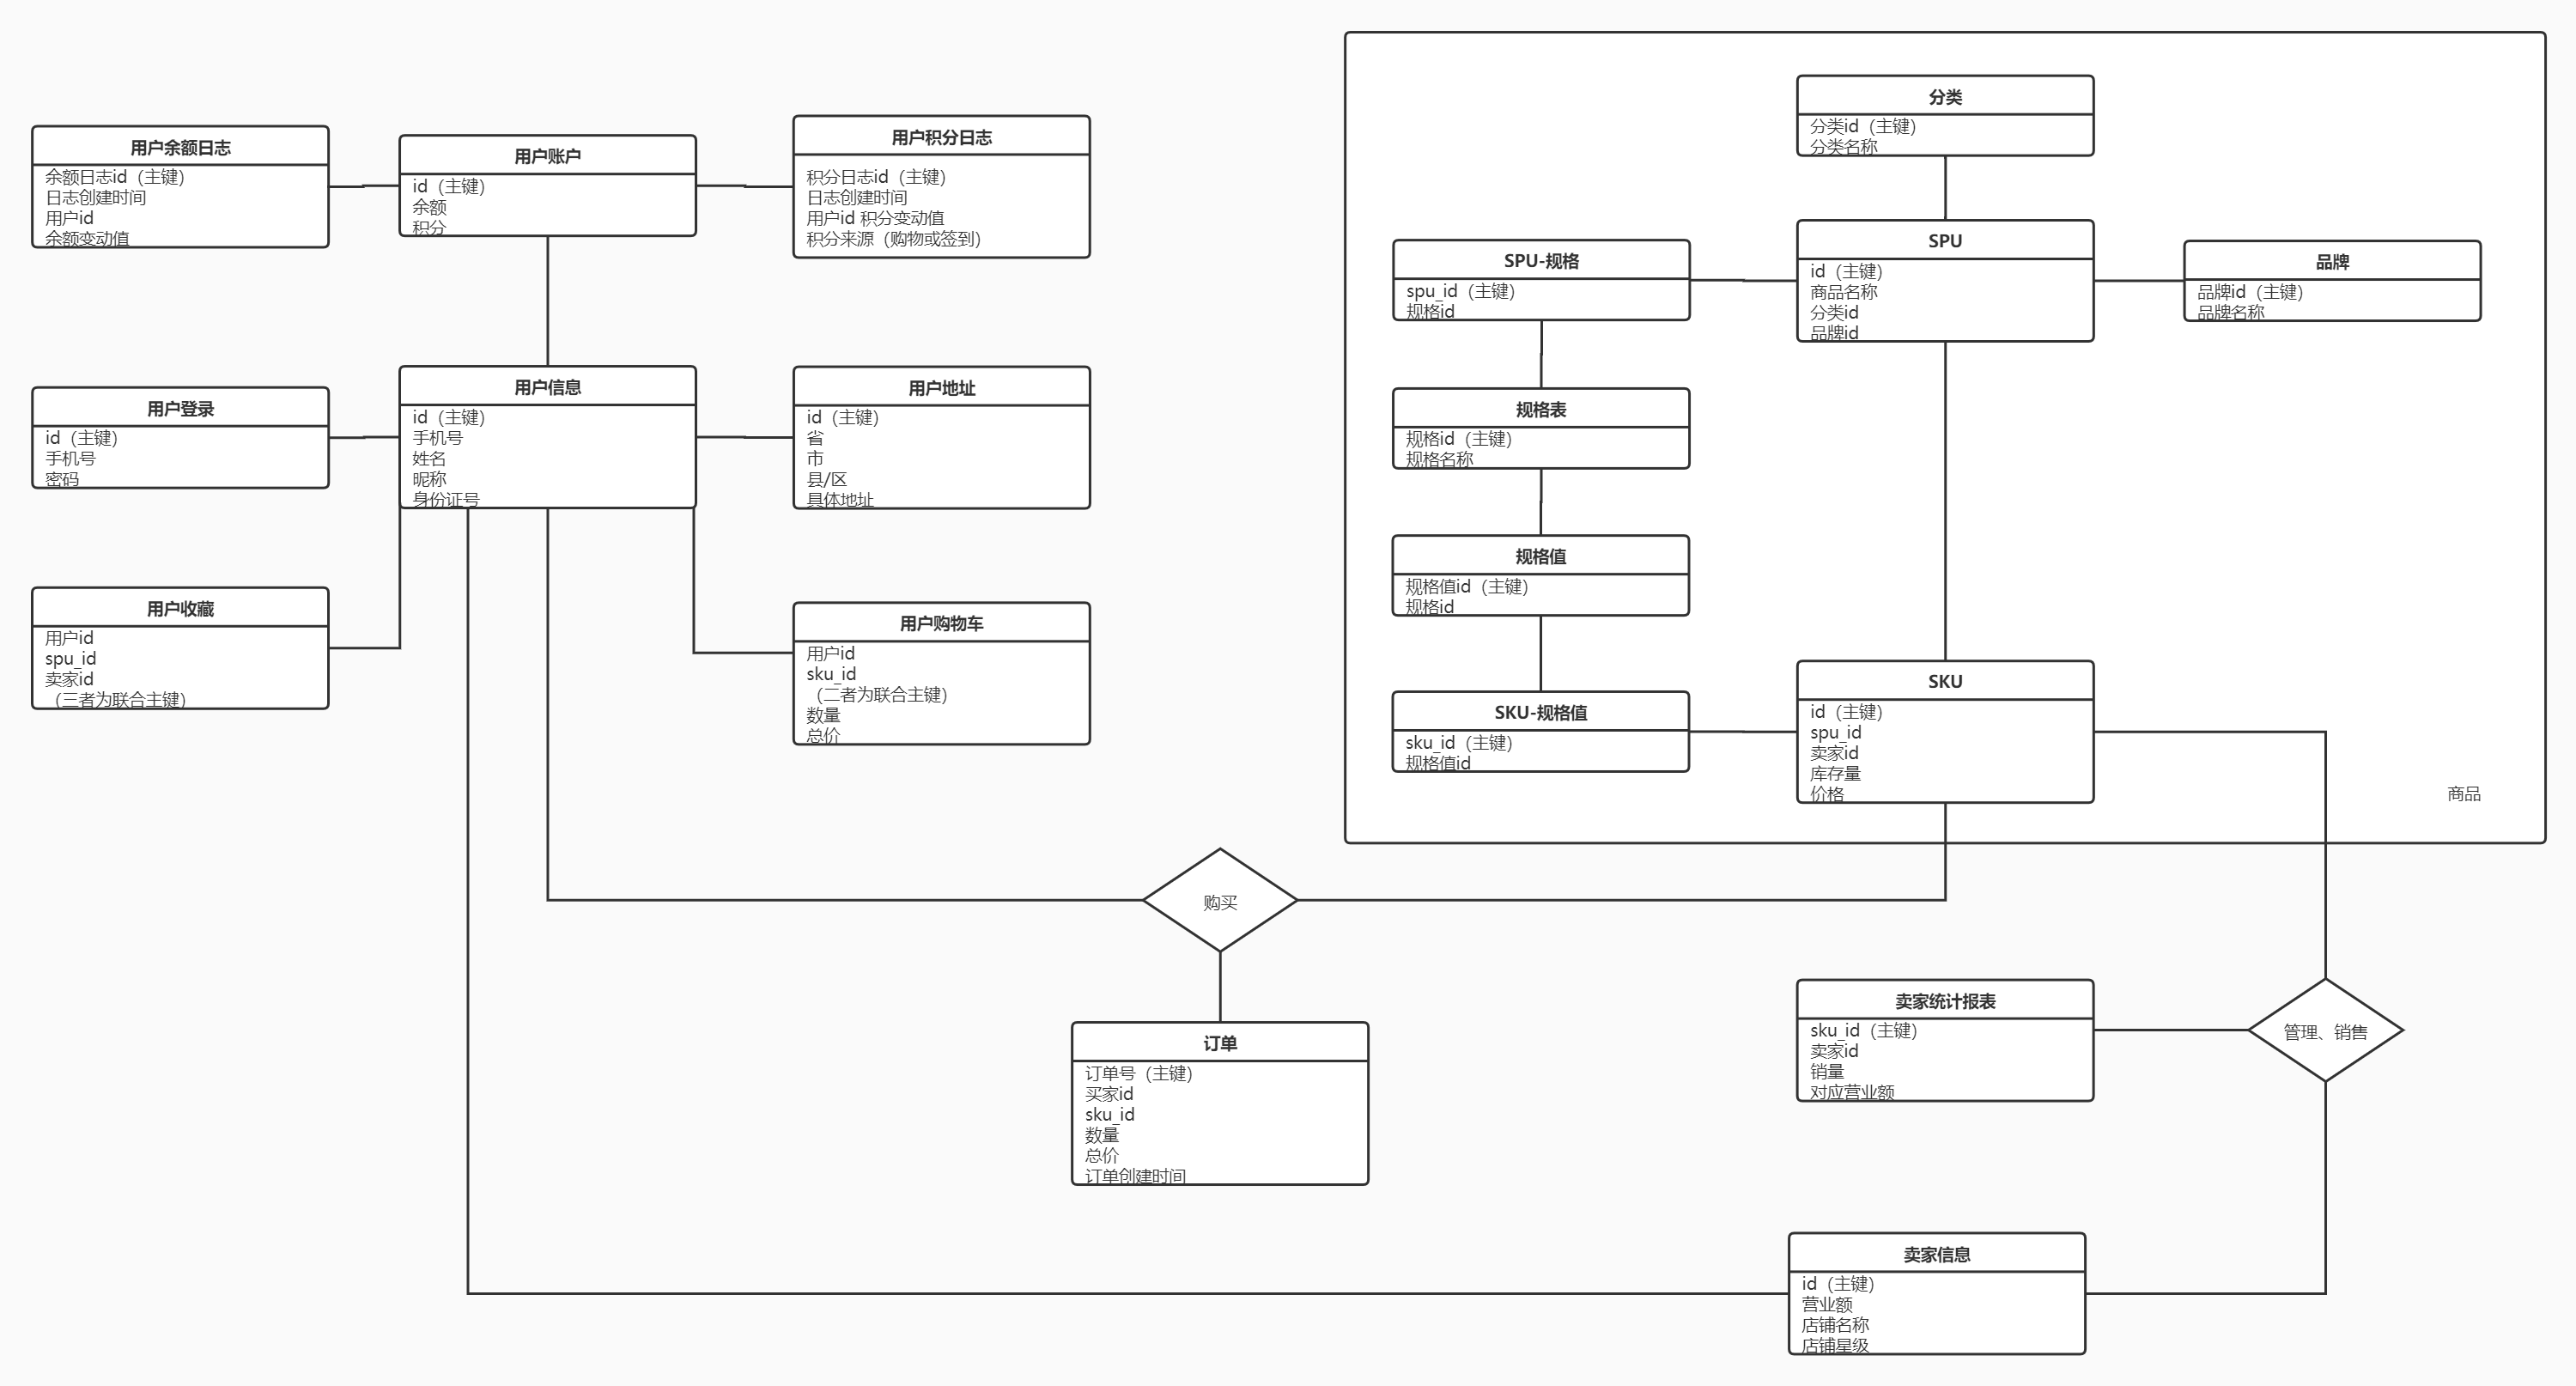 用户余额日志
余额日志id（主键）
日志创建时间
用户id
余额变动值
用户账户
id（主键）
余额
积分
用户积分日志
积分日志id（主键）
日志创建时间
用户id 积分变动值
积分来源（购物或签到）
用户登录
id（主键）
手机号
密码
用户信息
id（主键）
手机号
姓名
昵称
身份证号
用户地址
id（主键）
省
市
县/区
具体地址
用户收藏
用户id
spu_id
卖家id
（三者为联合主键）
用户购物车
用户id
sku_id
（二者为联合主键）
数量
总价
分类
分类id（主键）
分类名称
SPU-规格
spu_id（主键）
规格id
SPU
id（主键）
商品名称
分类id
品牌id
品牌
品牌id（主键）
品牌名称
规格表
规格id（主键）
规格名称
规格值
规格值id（主键）
规格id
SKU-规格值
sku_id（主键）
规格值id
SKU
id（主键）
spu_id
卖家id
库存量
价格
商品
购买
订单
订单号（主键）
买家id
sku_id
数量
总价
订单创建时间
卖家统计报表
sku_id（主键）
卖家id
销量
对应营业额
管理、销售
卖家信息
id（主键）
营业额
店铺名称
店铺星级